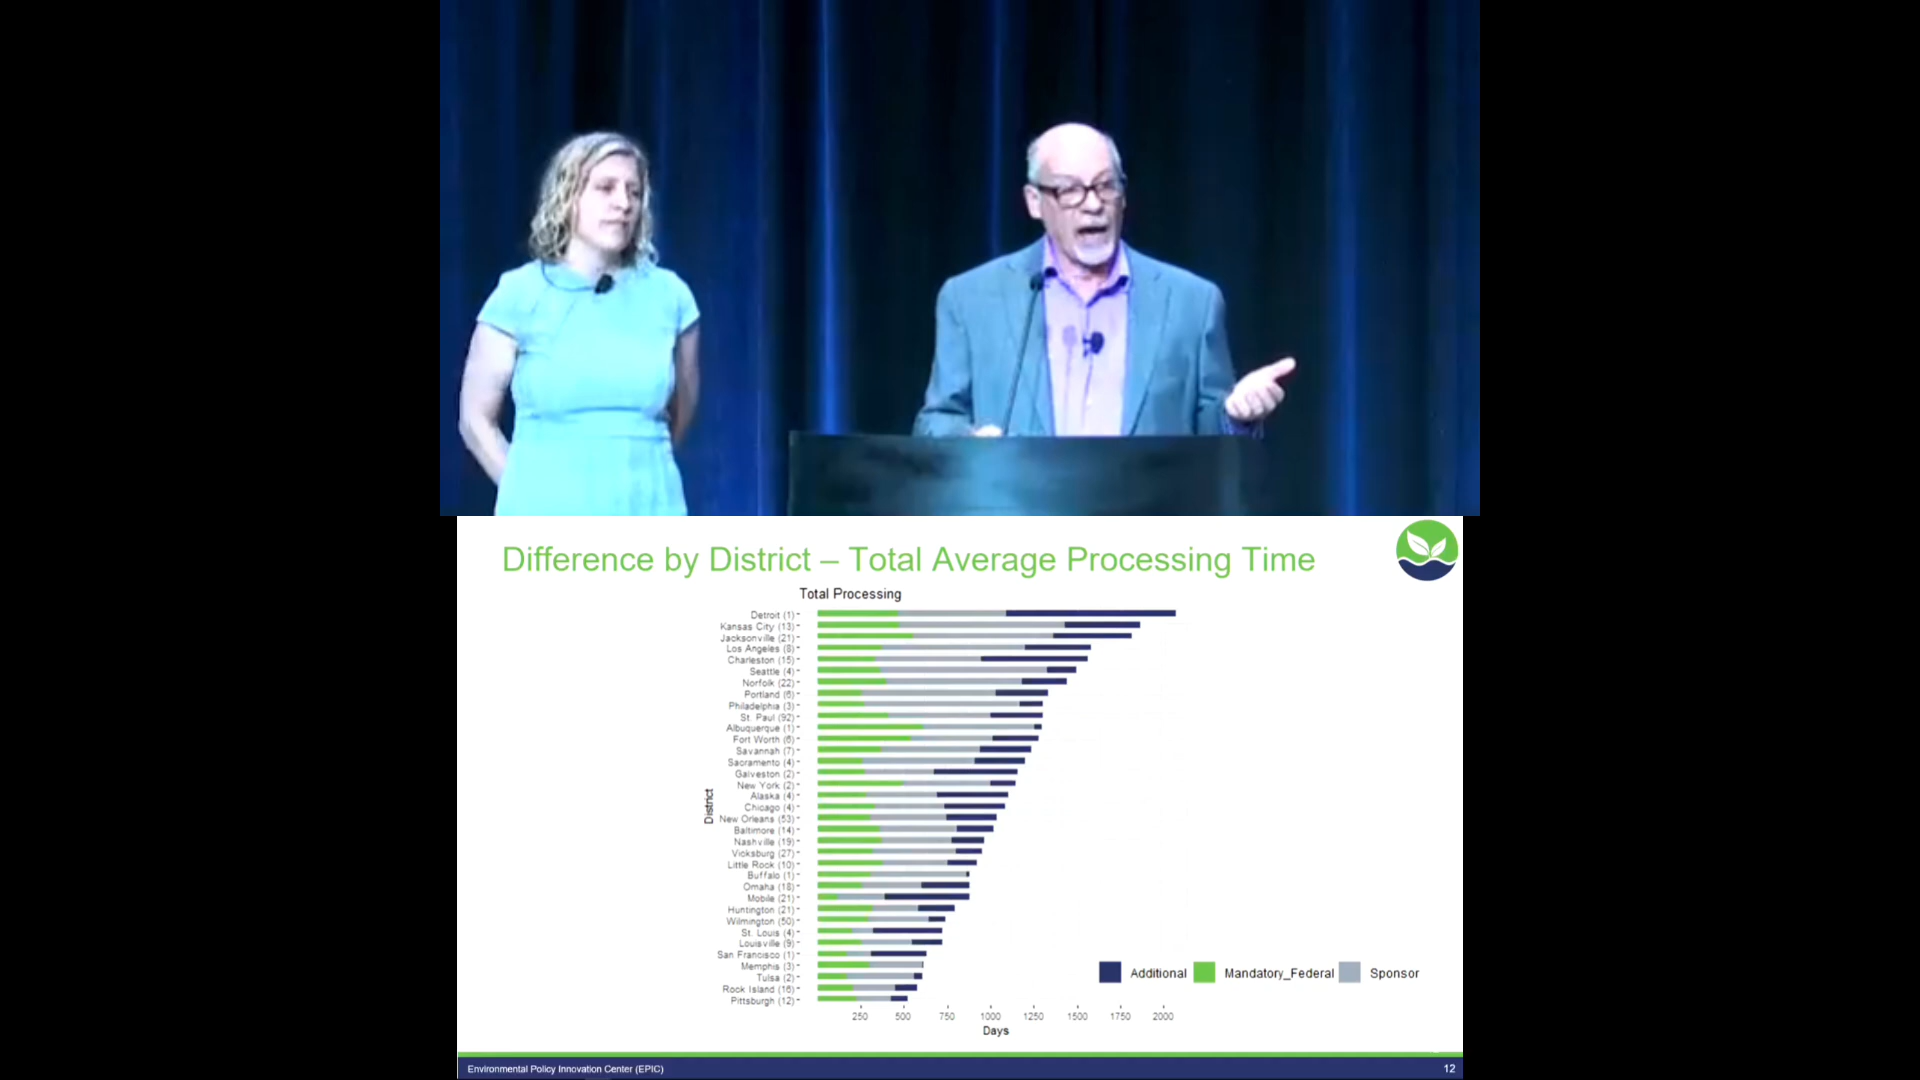 Difference by District – Total Average Processing Time
Total Processing
District
Detroit (1)
Kansas City (13)
Jacksonville (21)
Los Angeles (8)
Charleston (15)
Seattle (4)
Norfolk (22)
Portland (6)
Philadelphia (3)
St. Paul (92)
Albuquerque (1)
Fort Worth (6)
Savannah (7)
Sacramento (4)
Galveston (2)
New York (2)
Alaska (4)
Chicago (4)
New Orleans (53)
Baltimore (14)
Nashville (19)
Vicksburg (27)
Little Rock (10)
Buffalo (1)
Omaha (18)
Mobile (21)
Huntington (21)
Wilmington (50)
St. Louis (4)
Louisville (9)
San Francisco (1)
Memphis (3)
Tulsa (2)
Rock Island (16)
Pittsburgh (12)
Additional Mandatory_Federal Sponsor
250 500 750 1000 1250 1500 1750 2000
Days
Environmental Policy Innovation Center (EPIC) 12